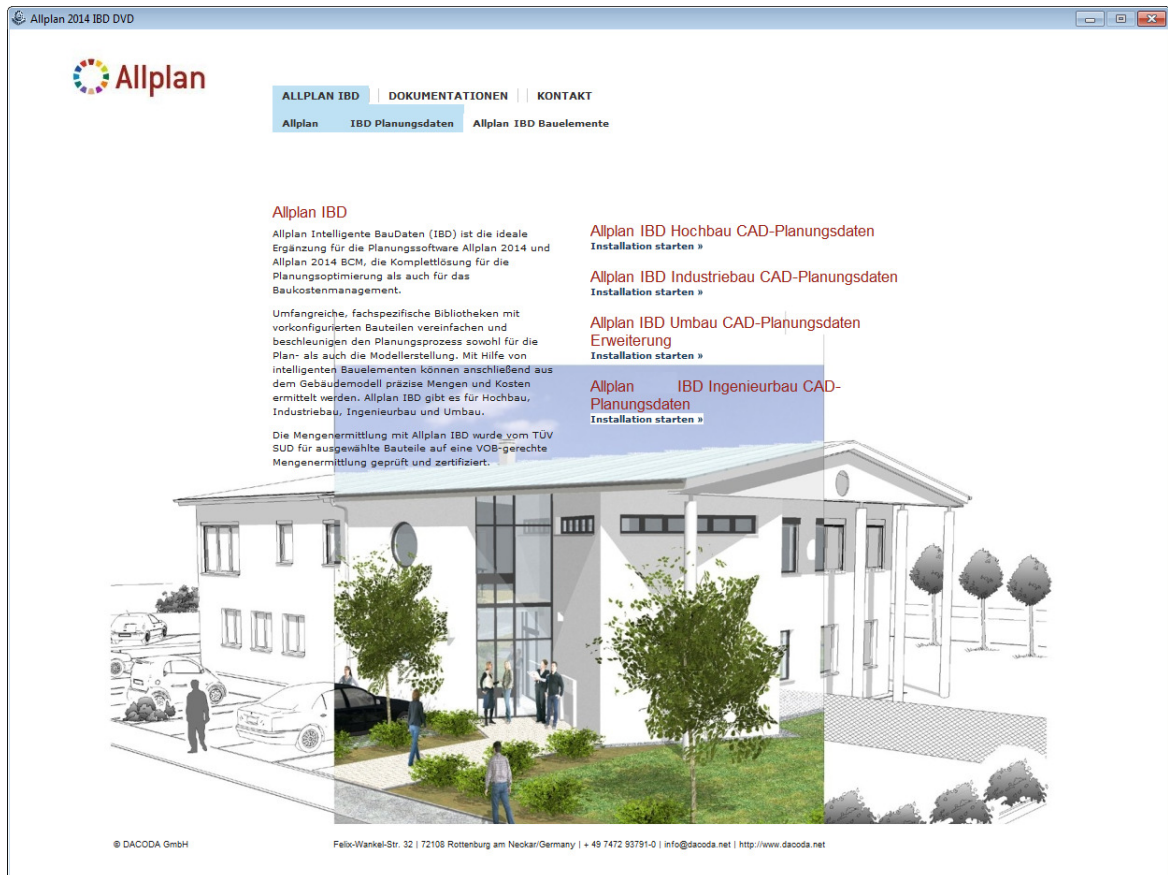 Allplan 2014 IBD DVD
Allplan
ALLPLAN IBD DOKUMENTATIONEN KONTAKT
Allplan IBD Planungsdaten Allplan IBD Bauelemente
Allplan IBD
Allplan Intelligente BauDaten (IBD) ist die ideale
Ergänzung für die Planungssoftware Allplan 2014 und
Allplan 2014 BCM, die Komplettlösung für die
Planungsoptimierung als auch für das
Baukostenmanagement.
Umfangreiche, fachspezifische Bibliotheken mit
vorkonfigurierten Bauteilen vereinfachen und
beschleunigen den Planungsprozess sowohl für die
Plan- als auch die Modellerstellung. Mit Hilfe von
intelligenten Bauelementen können anschließend aus
dem Gebäudemodell präzise Mengen und Kosten
ermittelt werden. Allplan IBD gibt es für Hochbau,
Industriebau, Ingenieurbau und Umbau.
Die Mengenermittlung mit Allplan IBD wurde vom TÜV
SUD für ausgewählte Bauteile auf eine VOB-gerechte
Mengenermittlung geprüft und zertifiziert.
Allplan IBD Hochbau CAD-Planungsdaten
Installation starten »
Allplan IBD Industriebau CAD-Planungsdaten
Installation starten »
Allplan IBD Umbau CAD-Planungsdaten
Erweiterung
Installation starten »
Allplan IBD Ingenieurbau CAD-
Planungsdaten
Installation starten »
© DACODA GmbH
Felix-Wankel-Str. 32 | 72108 Rottenburg am Neckar/Germany | + 49 7472 93791-0 | info@dacoda.net | http://www.dacoda.net